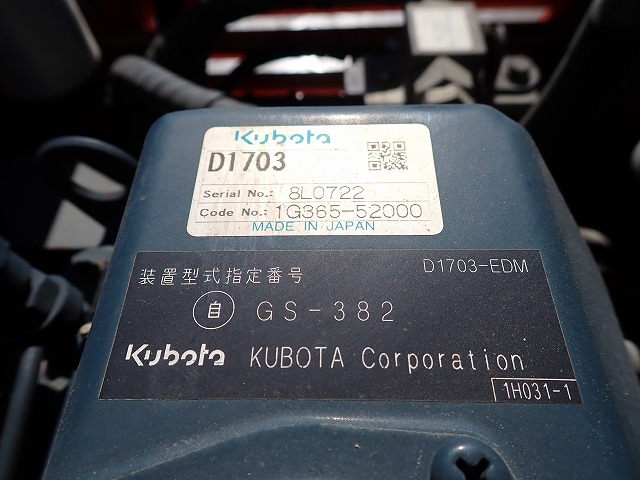 Kubota
D1703
Serial No.: 8L0722
Code No.: 1G365-52000
MADE IN JAPAN
装置型式指定番号
D1703-EDM
自 GS-382
Kubota KUBOTA Corporation
1H031-1